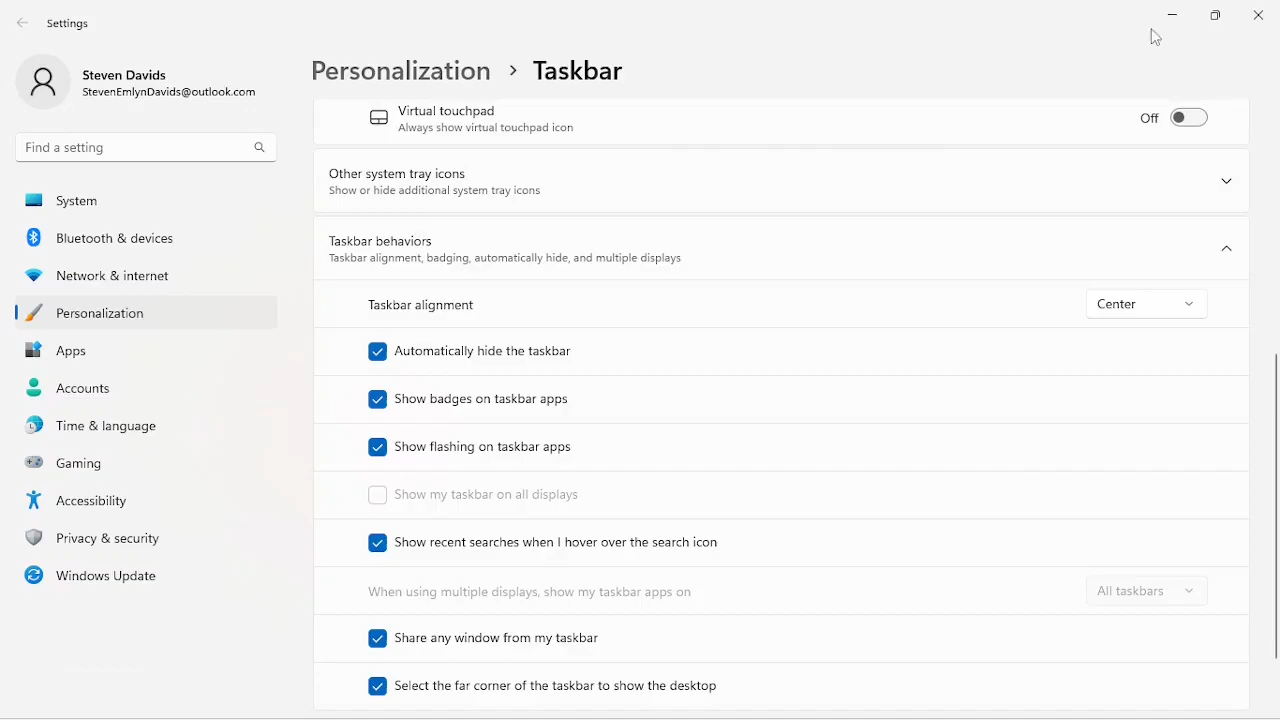 Settings
Steven Davids
StevenEmlynDavids@outlook.com
Find a setting
System
Bluetooth & devices
Network & internet
Personalization
Apps
Accounts
Time & language
Gaming
Accessibility
Privacy & security
Windows Update
Personalization > Taskbar
Virtual touchpad
Always show virtual touchpad icon
Off
Other system tray icons
Show or hide additional system tray icons
Taskbar behaviors
Taskbar alignment, badging, automatically hide, and multiple displays
Taskbar alignment
Center
Automatically hide the taskbar
Show badges on taskbar apps
Show flashing on taskbar apps
Show my taskbar on all displays
Show recent searches when I hover over the search icon
When using multiple displays, show my taskbar apps on
All taskbars
Share any window from my taskbar
Select the far corner of the taskbar to show the desktop